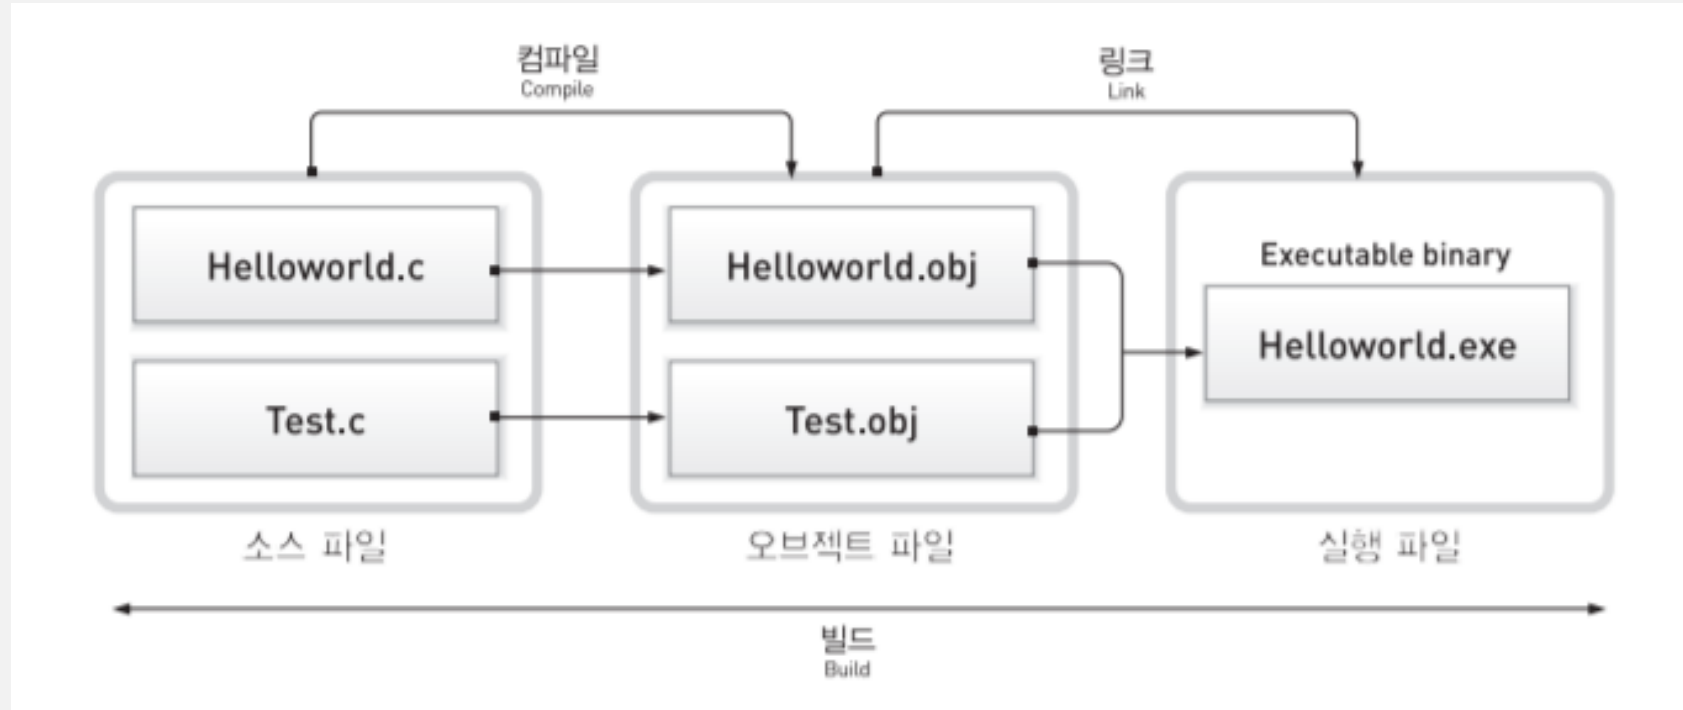 컴파일
Compile
링크
Link
Helloworld.c
Helloworld.obj
Executable binary
Helloworld.exe
Test.c
Test.obj
소스 파일
오브젝트 파일
실행 파일
빌드
Build